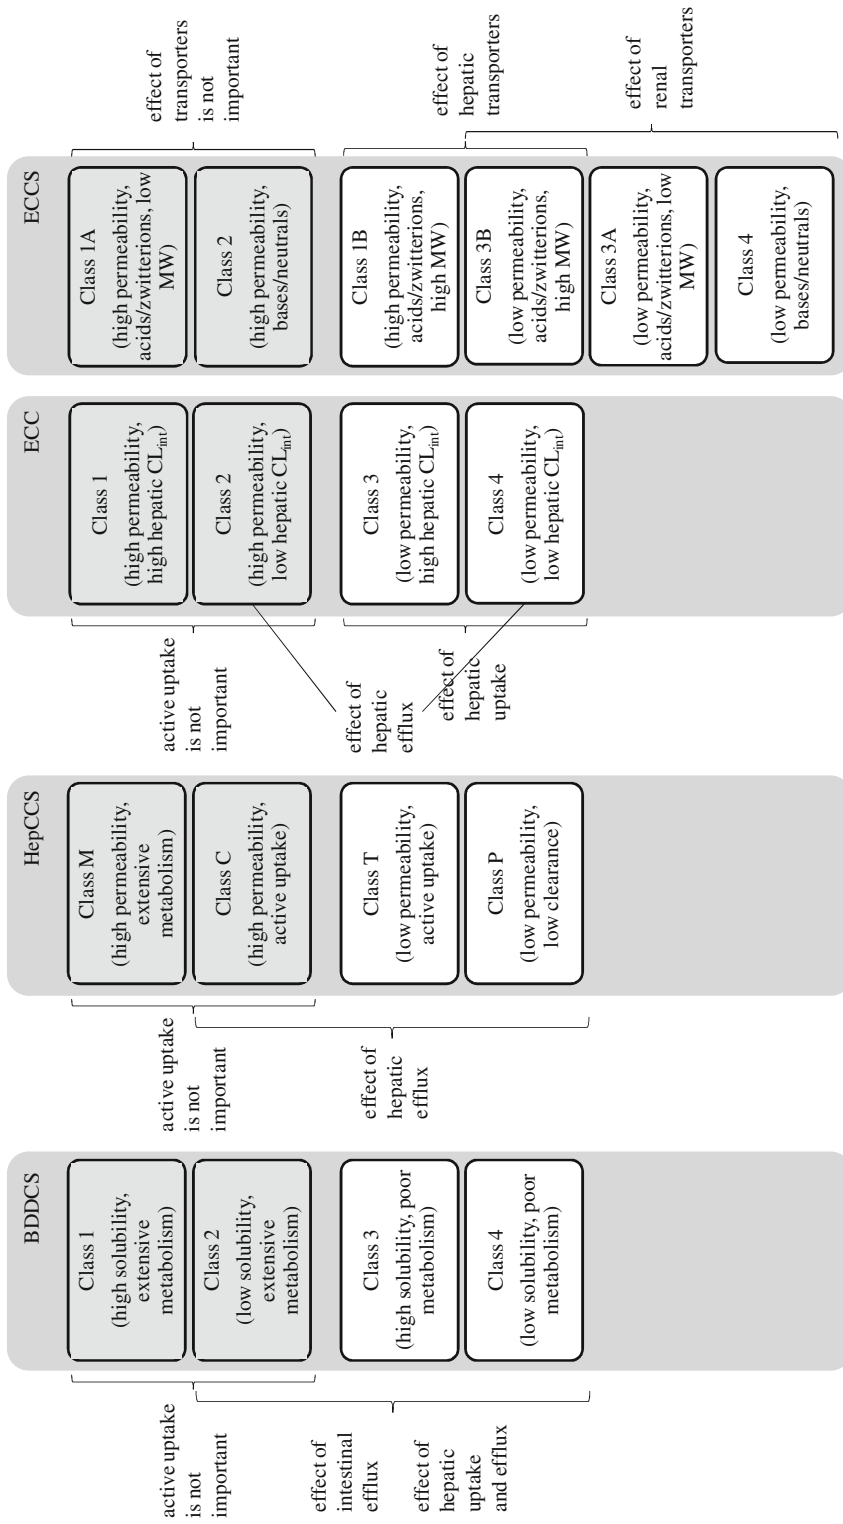 BDDCS
Class 1
(high solubility,
extensive
metabolism)
Class 2
(low solubility,
extensive
metabolism)
Class 3
(high solubility, poor
metabolism)
Class 4
(low solubility, poor
metabolism)
active uptake
is not
important
effect of
intestinal
efflux
effect of
hepatic
uptake
and efflux
HepCCS
Class M
(high permeability,
extensive
metabolism)
Class C
(high permeability,
active uptake)
Class T
(low permeability,
active uptake)
Class P
(low permeability,
low clearance)
active uptake
is not
important
effect of
hepatic
efflux
ECC
Class 1
(high permeability,
high hepatic CLint)
Class 2
(high permeability,
low hepatic CLint)
Class 3
(low permeability,
high hepatic CLint)
Class 4
(low permeability,
low hepatic CLint)
active uptake
is not
important
effect of
hepatic
efflux
effect of
hepatic
uptake
ECCS
Class 1A
(high permeability,
acids/zwitterions, low
MW)
Class 2
(high permeability,
bases/neutrals)
Class 1B
(high permeability,
acids/zwitterions,
high MW)
Class 3B
(low permeability,
acids/zwitterions,
high MW)
Class 3A
(low permeability,
acids/zwitterions, low
MW)
Class 4
(low permeability,
bases/neutrals)
effect of
transporters
is not
important
effect of
hepatic
transporters
effect of
renal
transporters